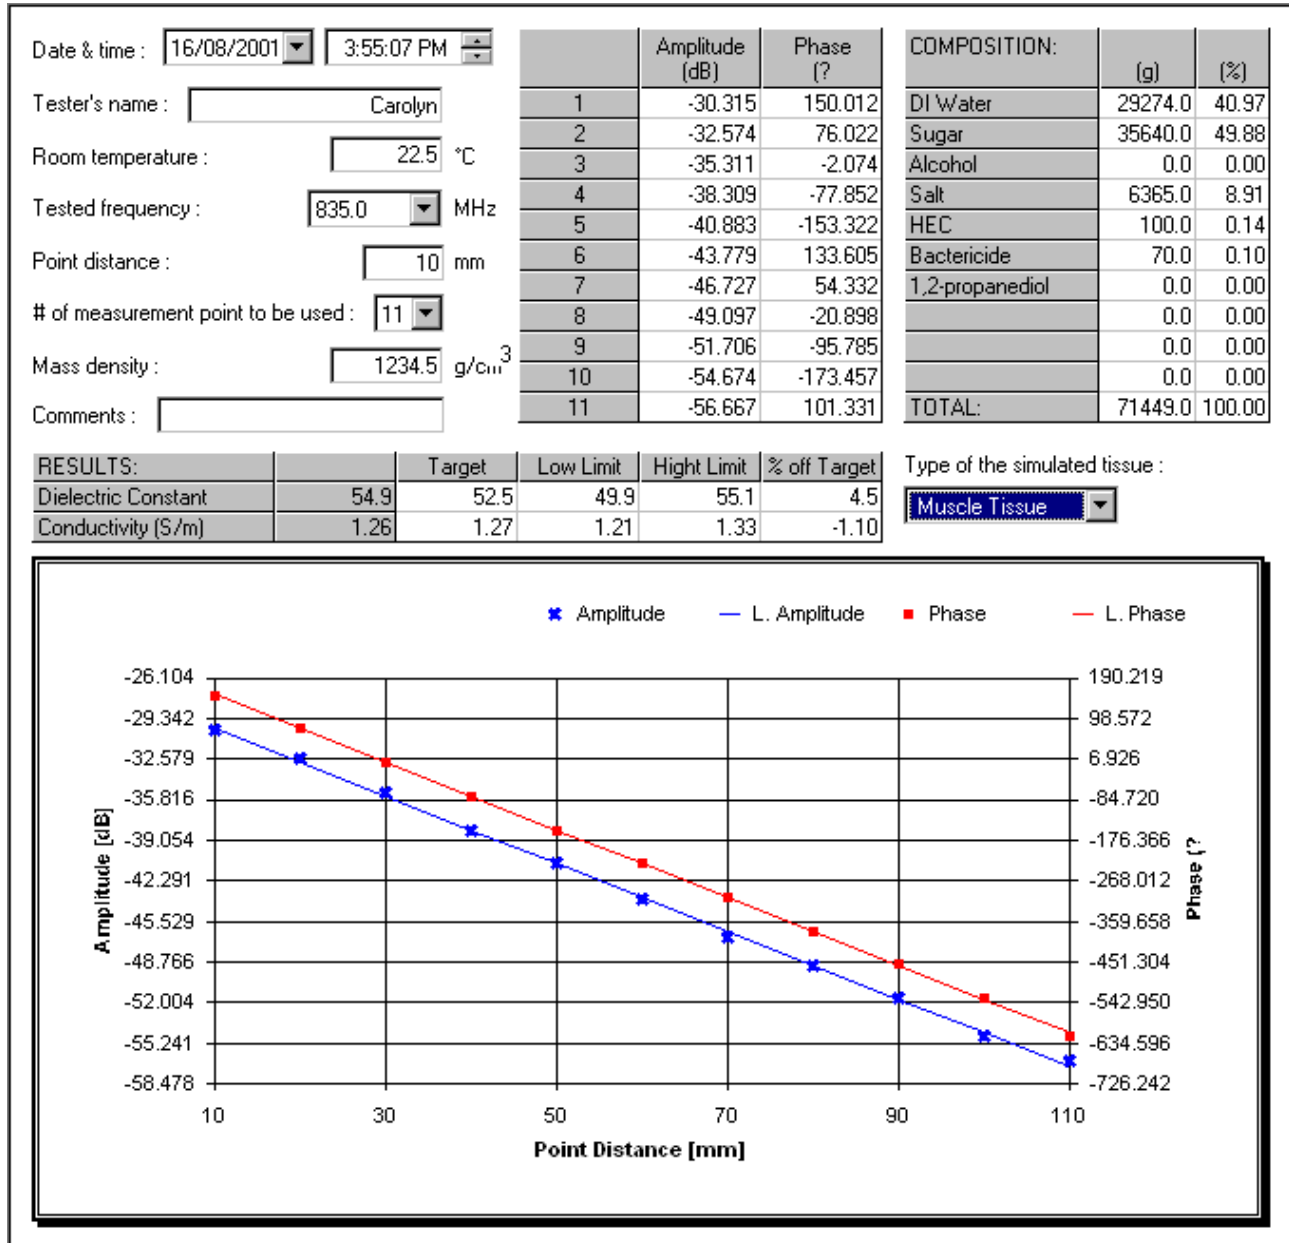 Date & time : 16/08/2001 3:55:07 PM
Tester's name : Carolyn
Room temperature : 22.5 °C
Tested frequency : 835.0 MHz
Point distance : 10 mm
# of measurement point to be used : 11
Mass density : 1234.5 g/cm3
Comments :
Amplitude (dB) Phase (?
1 -30.315 150.012
2 -32.574 76.022
3 -35.311 -2.074
4 -38.309 -77.852
5 -40.883 -153.322
6 -43.779 133.605
7 -46.727 54.332
8 -49.097 -20.898
9 -51.706 -95.785
10 -54.674 -173.457
11 -56.667 101.331
COMPOSITION: (g) (%)
DI Water 29274.0 40.97
Sugar 35640.0 49.88
Alcohol 0.0 0.00
Salt 6365.0 8.91
HEC 100.0 0.14
Bactericide 70.0 0.10
1,2-propanediol 0.0 0.00
0.0 0.00
0.0 0.00
0.0 0.00
TOTAL: 71449.0 100.00
RESULTS: Target Low Limit Hight Limit % off Target
Dielectric Constant 54.9 52.5 49.9 55.1 4.5
Conductivity (S/m) 1.26 1.27 1.21 1.33 -1.10
Type of the simulated tissue :
Muscle Tissue
Amplitude L. Amplitude Phase L. Phase
-26.104 190.219
-29.342 98.572
-32.579 6.926
-35.816 -84.720
-39.054 -176.366
-42.291 -268.012
-45.529 -359.658
-48.766 -451.304
-52.004 -542.950
-55.241 -634.596
-58.478 -726.242
Amplitude [dB]
Phase (?
10 30 50 70 90 110
Point Distance [mm]